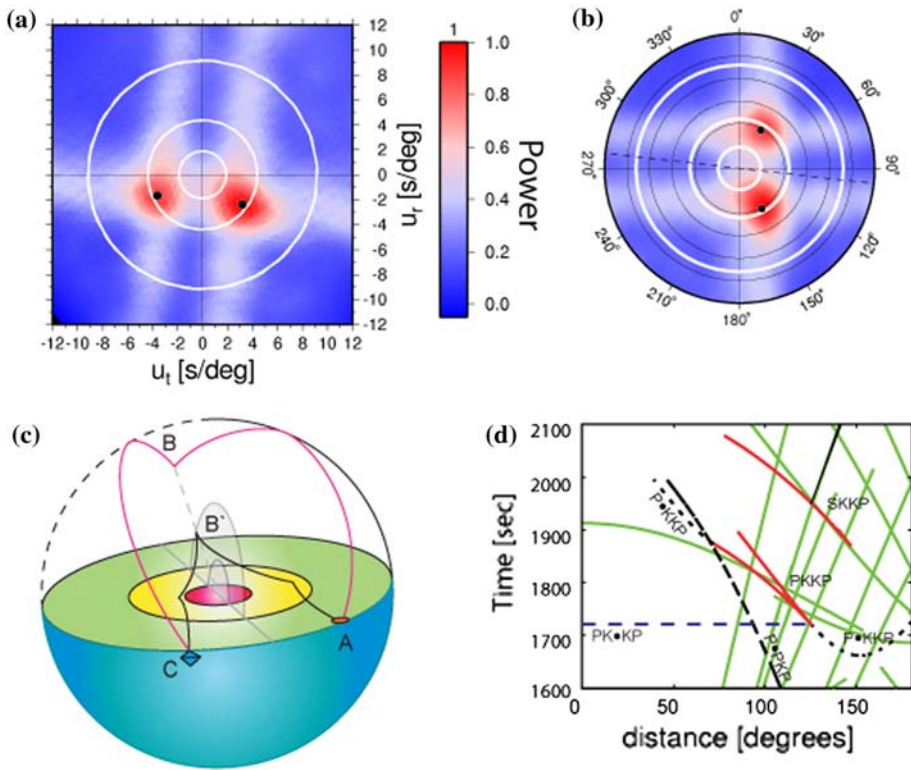 (a)
12
10
8
6
4
2
0
-2
-4
-6
-8
-10
-12
u_r [s/deg]
-12-10 -8 -6 -4 -2 0 2 4 6 8 10 12
u_t [s/deg]
1
1.0
0.8
0.6
0.4
0.2
0.0
Power
(b)
0°
30°
60°
90°
120°
150°
180°
210°
240°
270°
300°
330°
(c)
B
B`
A
C
(d)
2100
2000
1900
1800
1700
1600
Time [sec]
P•KKP
SKKP
PKKP
PK•KP
P•PKP
P•KKP
0 50 100 150
distance [degrees]